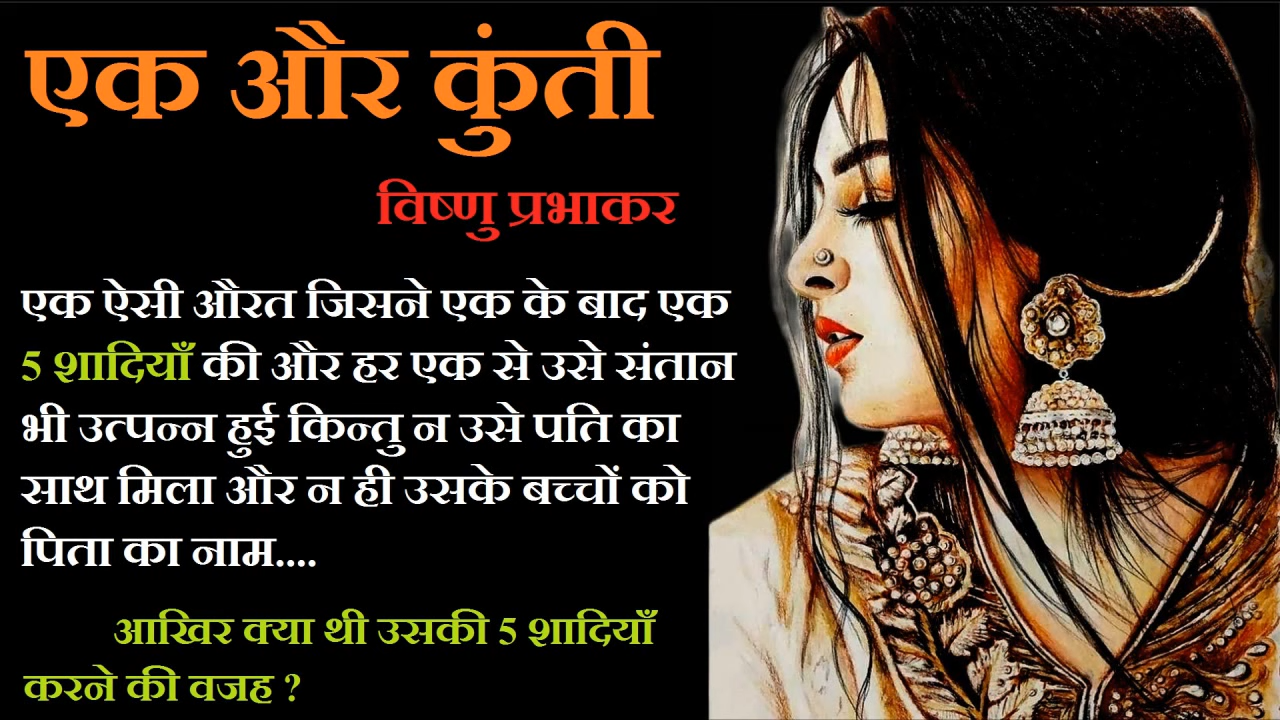 एक और कुंती
विष्णु प्रभाकर
एक ऐसी औरत जिसने एक के बाद एक
5 शादियाँ की और हर एक से उसे संतान
भी उत्पन्न हुई किन्तु न उसे पति का
साथ मिला और न ही उसके बच्चों को
पिता का नाम....
आखिर क्या थी उसकी 5 शादियाँ
करने की वजह ?